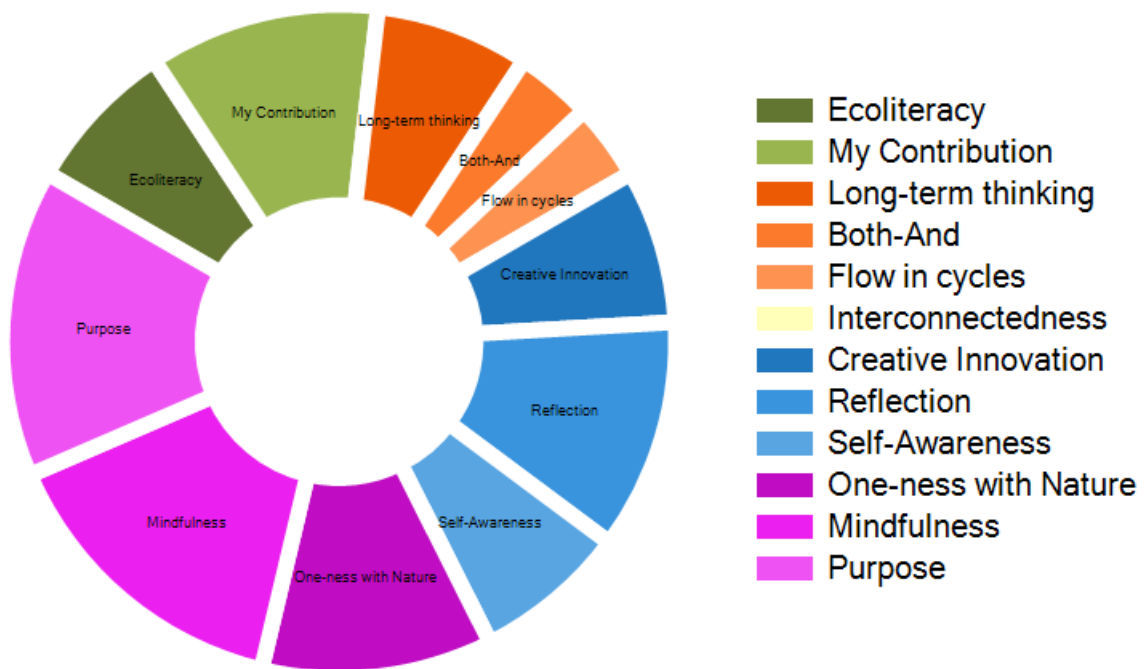 My Contribution
Long-term thinking
Both-And
Flow in cycles
Ecoliteracy
Creative Innovation
Purpose
Reflection
Mindfulness
Self-Awareness
One-ness with Nature
Ecoliteracy
My Contribution
Long-term thinking
Both-And
Flow in cycles
Interconnectedness
Creative Innovation
Reflection
Self-Awareness
One-ness with Nature
Mindfulness
Purpose